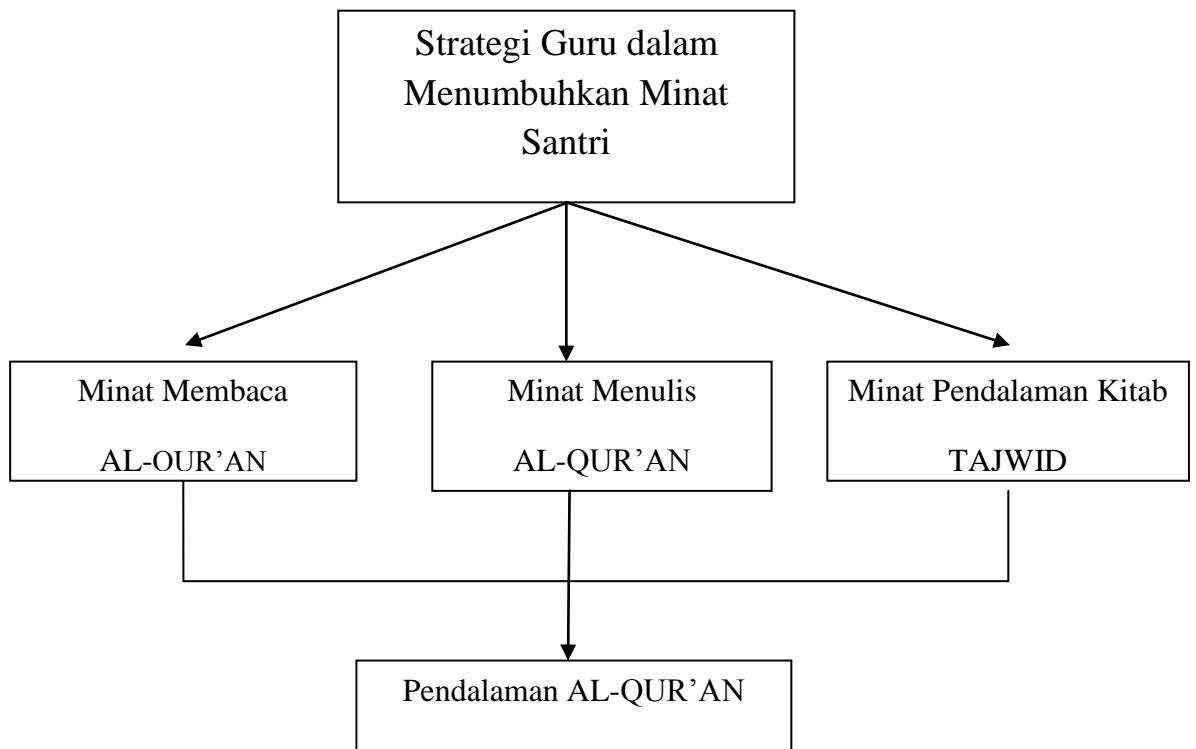 Strategi Guru dalam
Menumbuhkan Minat
Santri
Minat Membaca
AL-QUR’AN
Minat Menulis
AL-QUR’AN
Minat Pendalaman Kitab
TAJWID
Pendalaman AL-QUR’AN